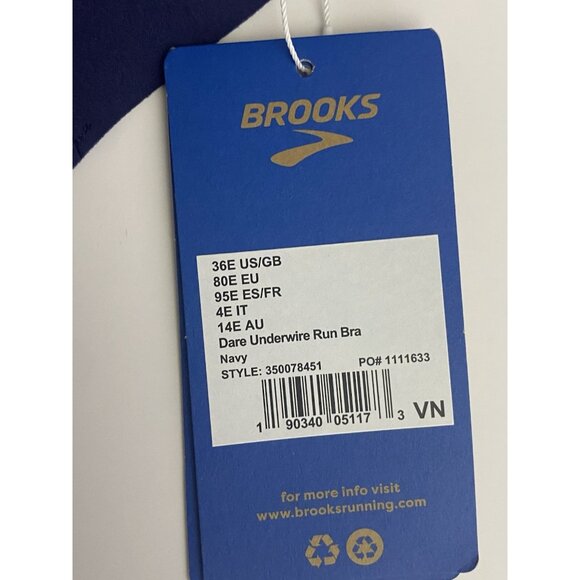 BROOKS
36E US/GB
80E EU
95E ES/FR
4E IT
14E AU
Dare Underwire Run Bra
Navy
STYLE: 350078451 PO# 1111633
1 90340 05117 3 VN
for more info visit
www.brooksrunning.com